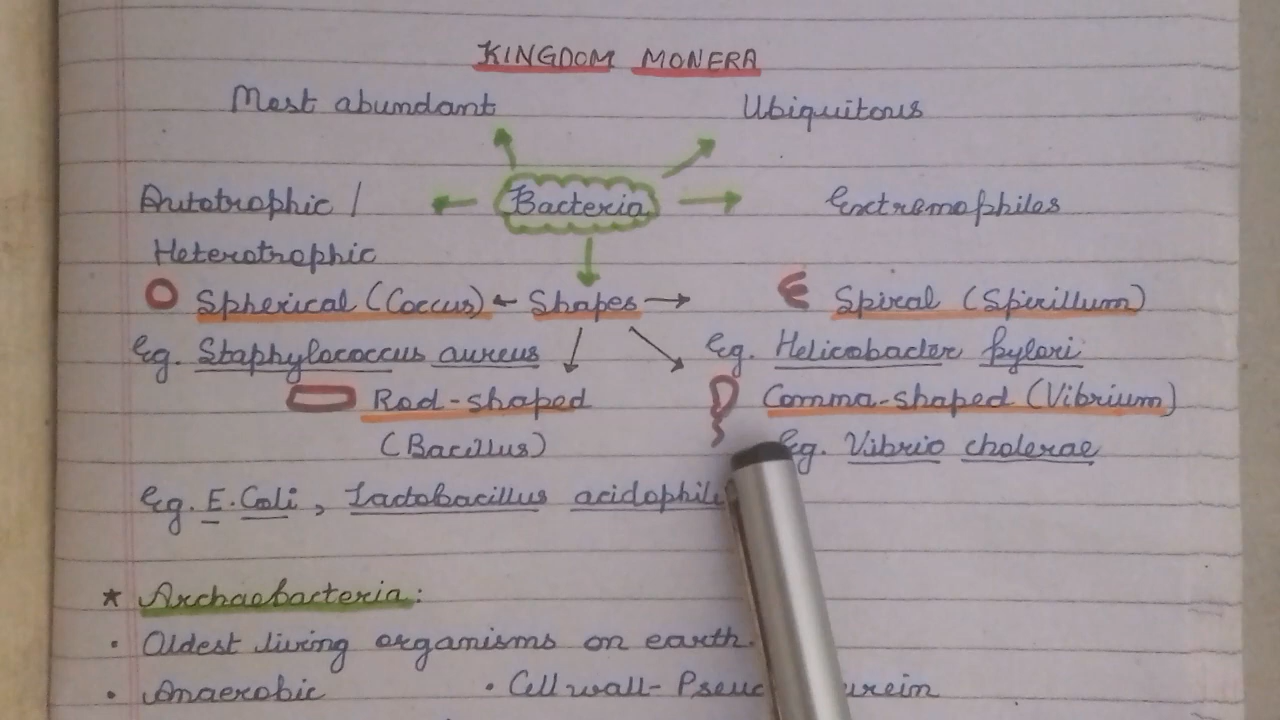 KINGDOM MONERA
Most abundant Ubiquitous
Autotrophic / Bacteria Extremophiles
Heterotrophic
Spherical (Coccus) Shapes Spiral (Spirillum)
Eg. Staphylococcus aureus Eg. Helicobacter pylori
Rod-shaped Comma-shaped (Vibrium)
(Bacillus) Eg. Vibrio cholerae
Eg. E. Coli, Lactobacillus
* Archaebacteria:
• Oldest living organisms on earth.
• Anaerobic • Cell wall-